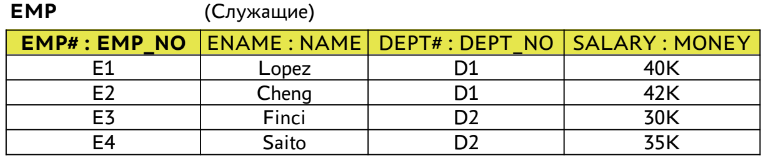 EMP (Служащие)
EMP# : EMP_NO ENAME : NAME DEPT# : DEPT_NO SALARY : MONEY
E1 Lopez D1 40K
E2 Cheng D1 42K
E3 Finci D2 30K
E4 Saito D2 35K